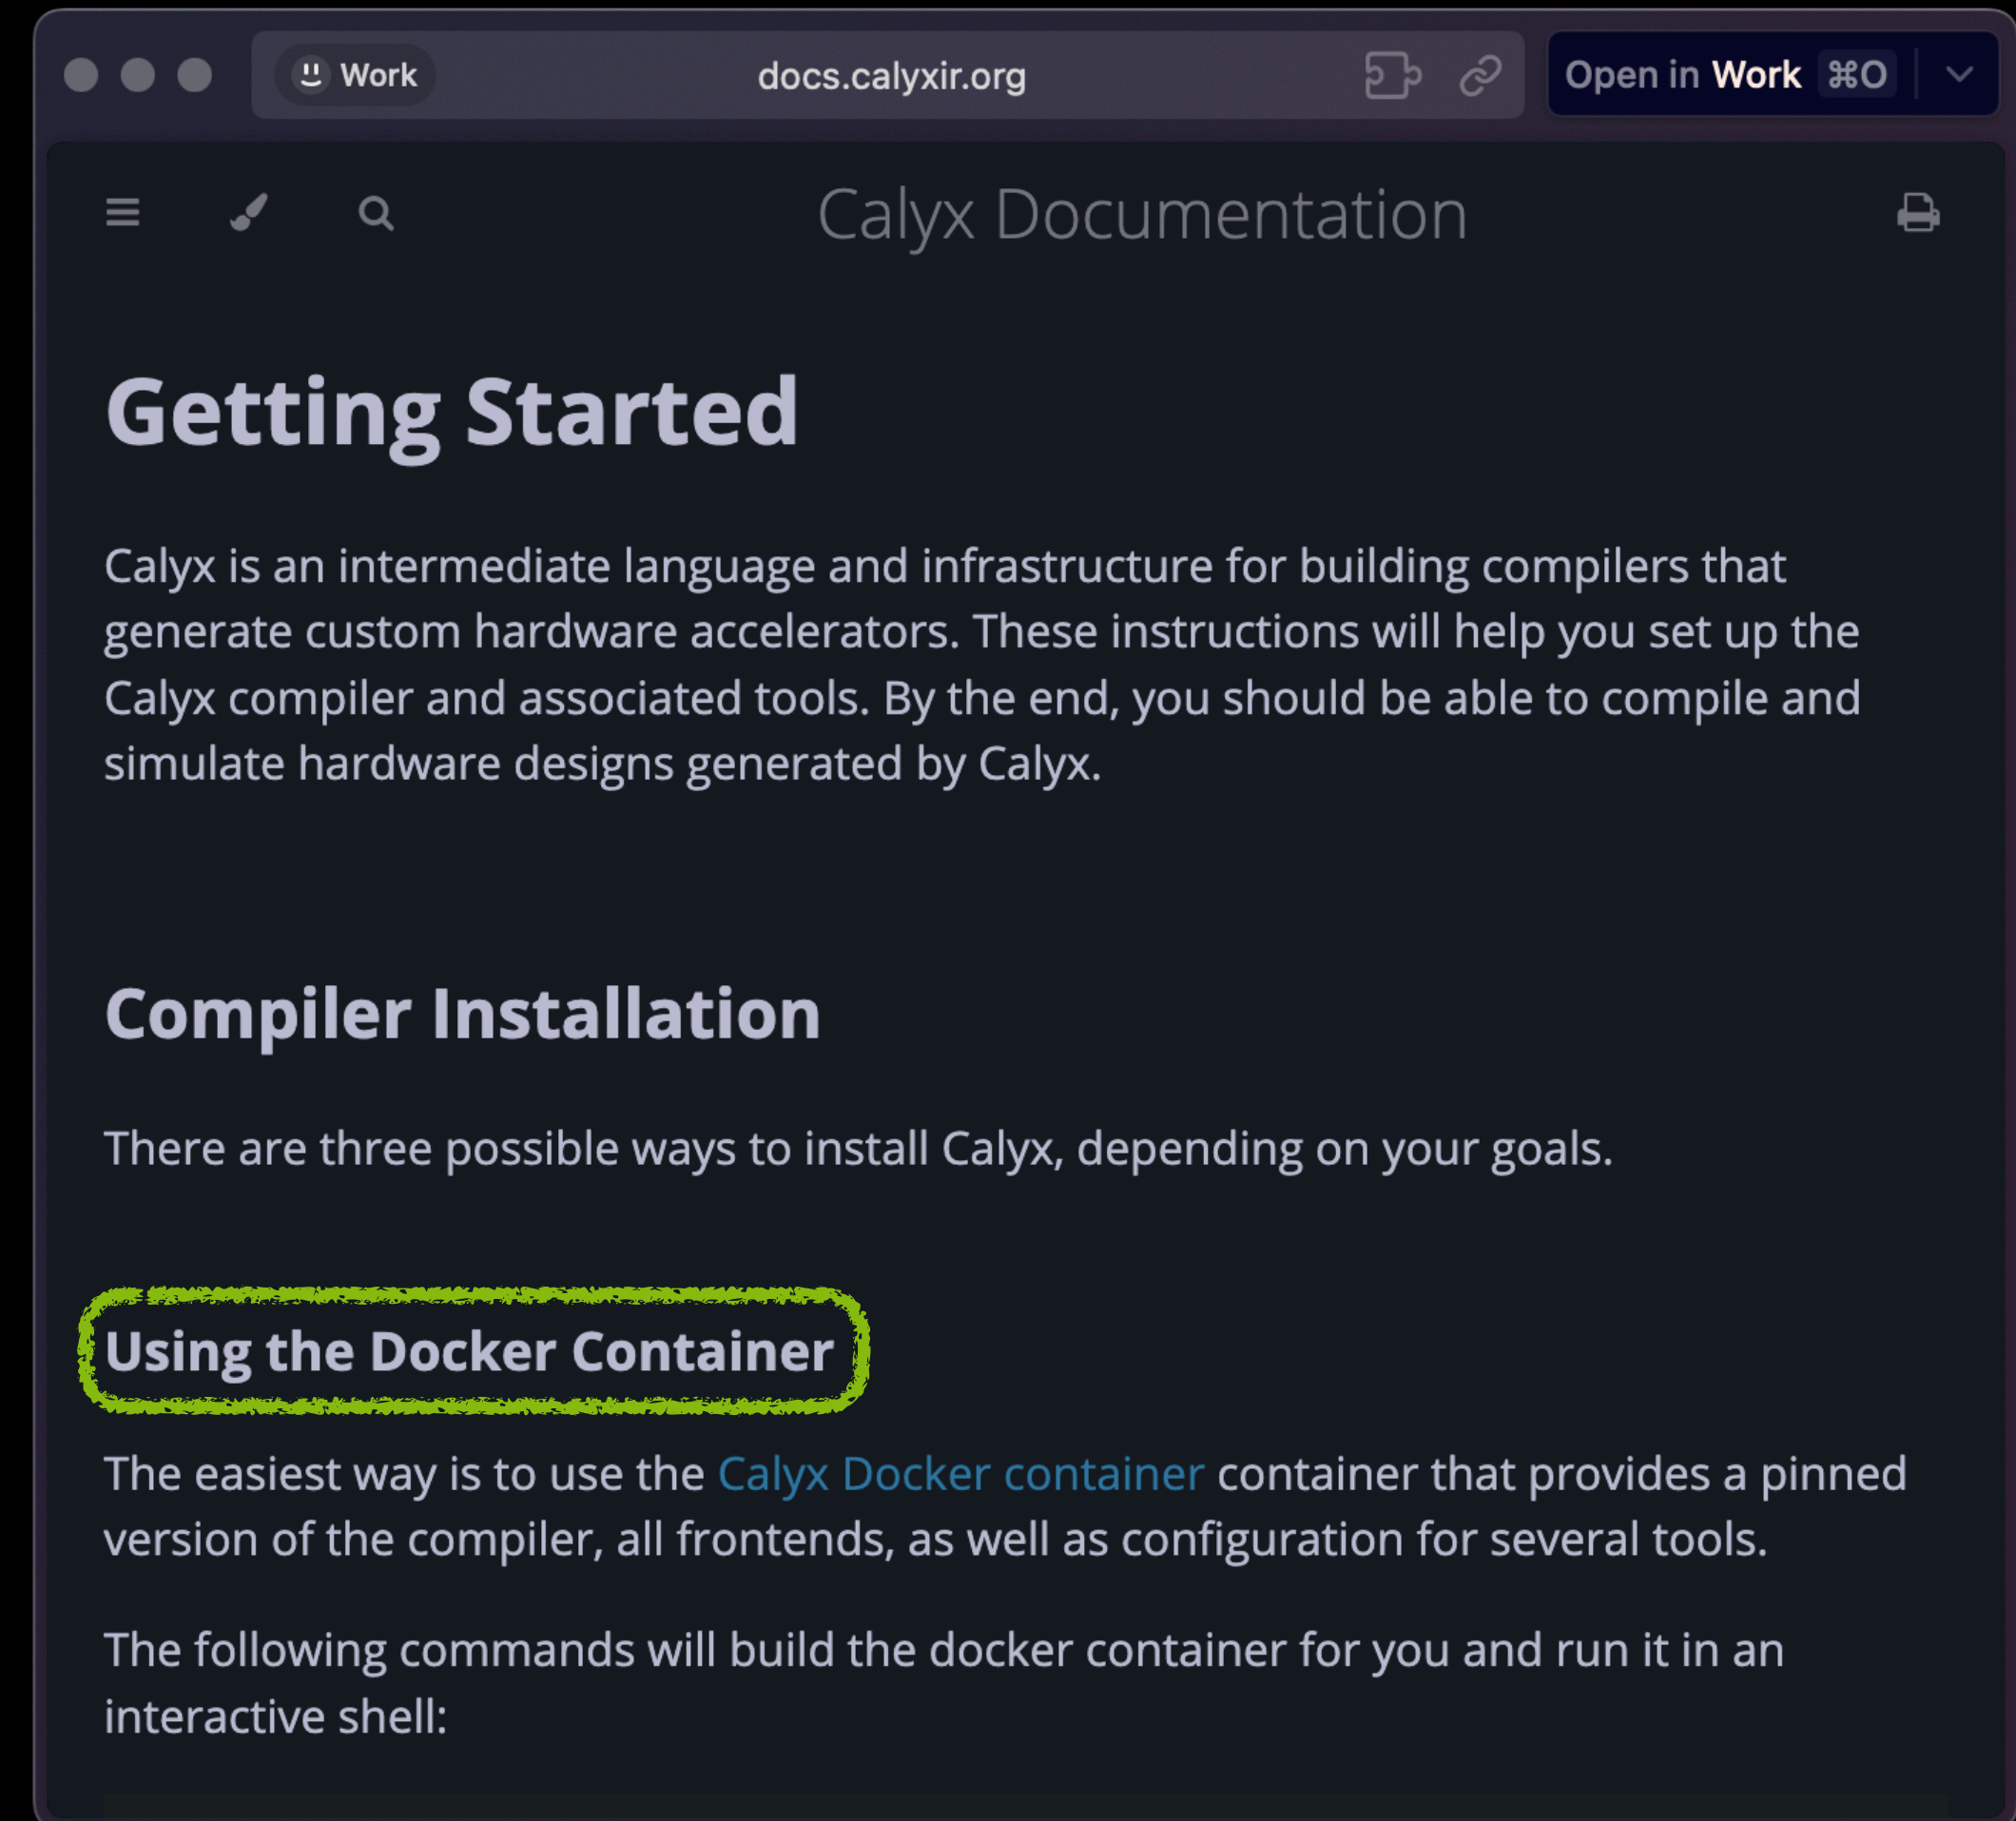 Work docs.calyxir.org Open in Work ⌘O
Calyx Documentation
Getting Started
Calyx is an intermediate language and infrastructure for building compilers that
generate custom hardware accelerators. These instructions will help you set up the
Calyx compiler and associated tools. By the end, you should be able to compile and
simulate hardware designs generated by Calyx.
Compiler Installation
There are three possible ways to install Calyx, depending on your goals.
Using the Docker Container
The easiest way is to use the Calyx Docker container container that provides a pinned
version of the compiler, all frontends, as well as configuration for several tools.
The following commands will build the docker container for you and run it in an
interactive shell: